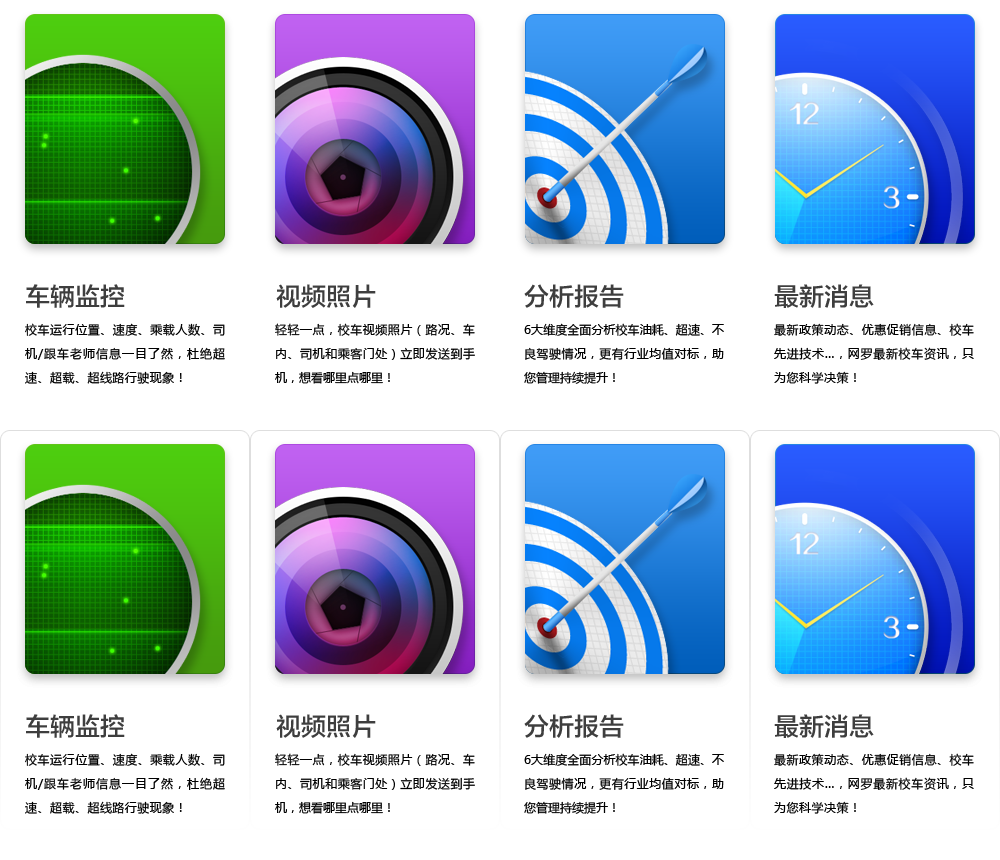 12
3
车辆监控
校车运行位置、速度、乘载人数、司
机/跟车老师信息一目了然，杜绝超
速、超载、超线路行驶现象！
视频照片
轻轻一点，校车视频照片（路况、车
内、司机和乘客门处）立即发送到手
机，想看哪里点哪里！
分析报告
6大维度全面分析校车油耗、超速、不
良驾驶情况，更有行业均值对标，助
您管理持续提升！
最新消息
最新政策动态、优惠促销信息、校车
先进技术...，网罗最新校车资讯，只
为您科学决策！
12
3
车辆监控
校车运行位置、速度、乘载人数、司
机/跟车老师信息一目了然，杜绝超
速、超载、超线路行驶现象！
视频照片
轻轻一点，校车视频照片（路况、车
内、司机和乘客门处）立即发送到手
机，想看哪里点哪里！
分析报告
6大维度全面分析校车油耗、超速、不
良驾驶情况，更有行业均值对标，助
您管理持续提升！
最新消息
最新政策动态、优惠促销信息、校车
先进技术...，网罗最新校车资讯，只
为您科学决策！